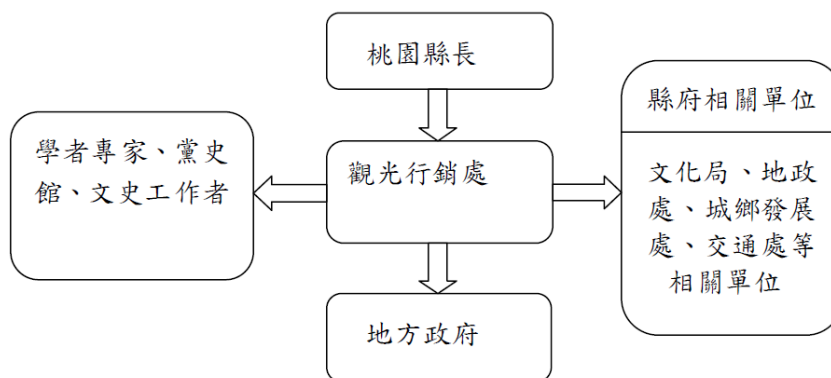 桃園縣長
學者專家、黨史
館、文史工作者
觀光行銷處
縣府相關單位
文化局、地政
處、城鄉發展
處、交通處等
相關單位
地方政府